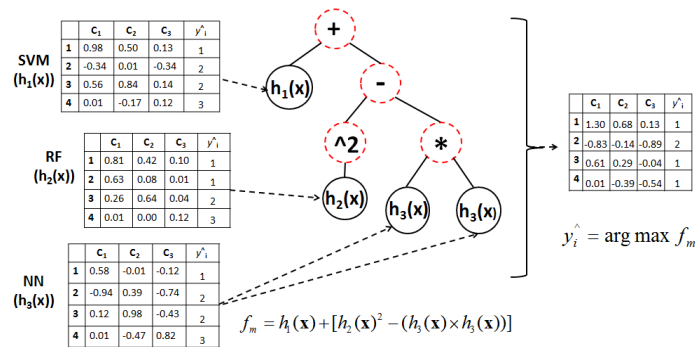 C₁ C₂ C₃ y^ᵢ
1 0.98 0.50 0.13 1
2 -0.34 0.01 -0.34 2
3 0.56 0.84 0.14 2
4 0.01 -0.17 0.12 3
SVM
(h₁(x))
+
h₁(x)
-
^2
*
h₂(x)
h₃(x)
h₃(x)
C₁ C₂ C₃ y^ᵢ
1 0.81 0.42 0.10 1
2 0.63 0.08 0.01 1
3 0.26 0.64 0.04 2
4 0.01 0.00 0.12 3
RF
(h₂(x))
C₁ C₂ C₃ y^ᵢ
1 0.58 -0.01 -0.12 1
2 -0.94 0.39 -0.74 2
3 0.12 0.98 -0.43 2
4 0.01 -0.47 0.82 3
NN
(h₃(x))
fₘ = h₁(x) + [h₂(x)² − (h₃(x) × h₃(x))]
C₁ C₂ C₃ y^ᵢ
1 1.30 0.68 0.13 1
2 -0.83 -0.14 -0.89 2
3 0.61 0.29 -0.04 1
4 0.01 -0.39 -0.54 1
yᵢ^ = arg max fₘ